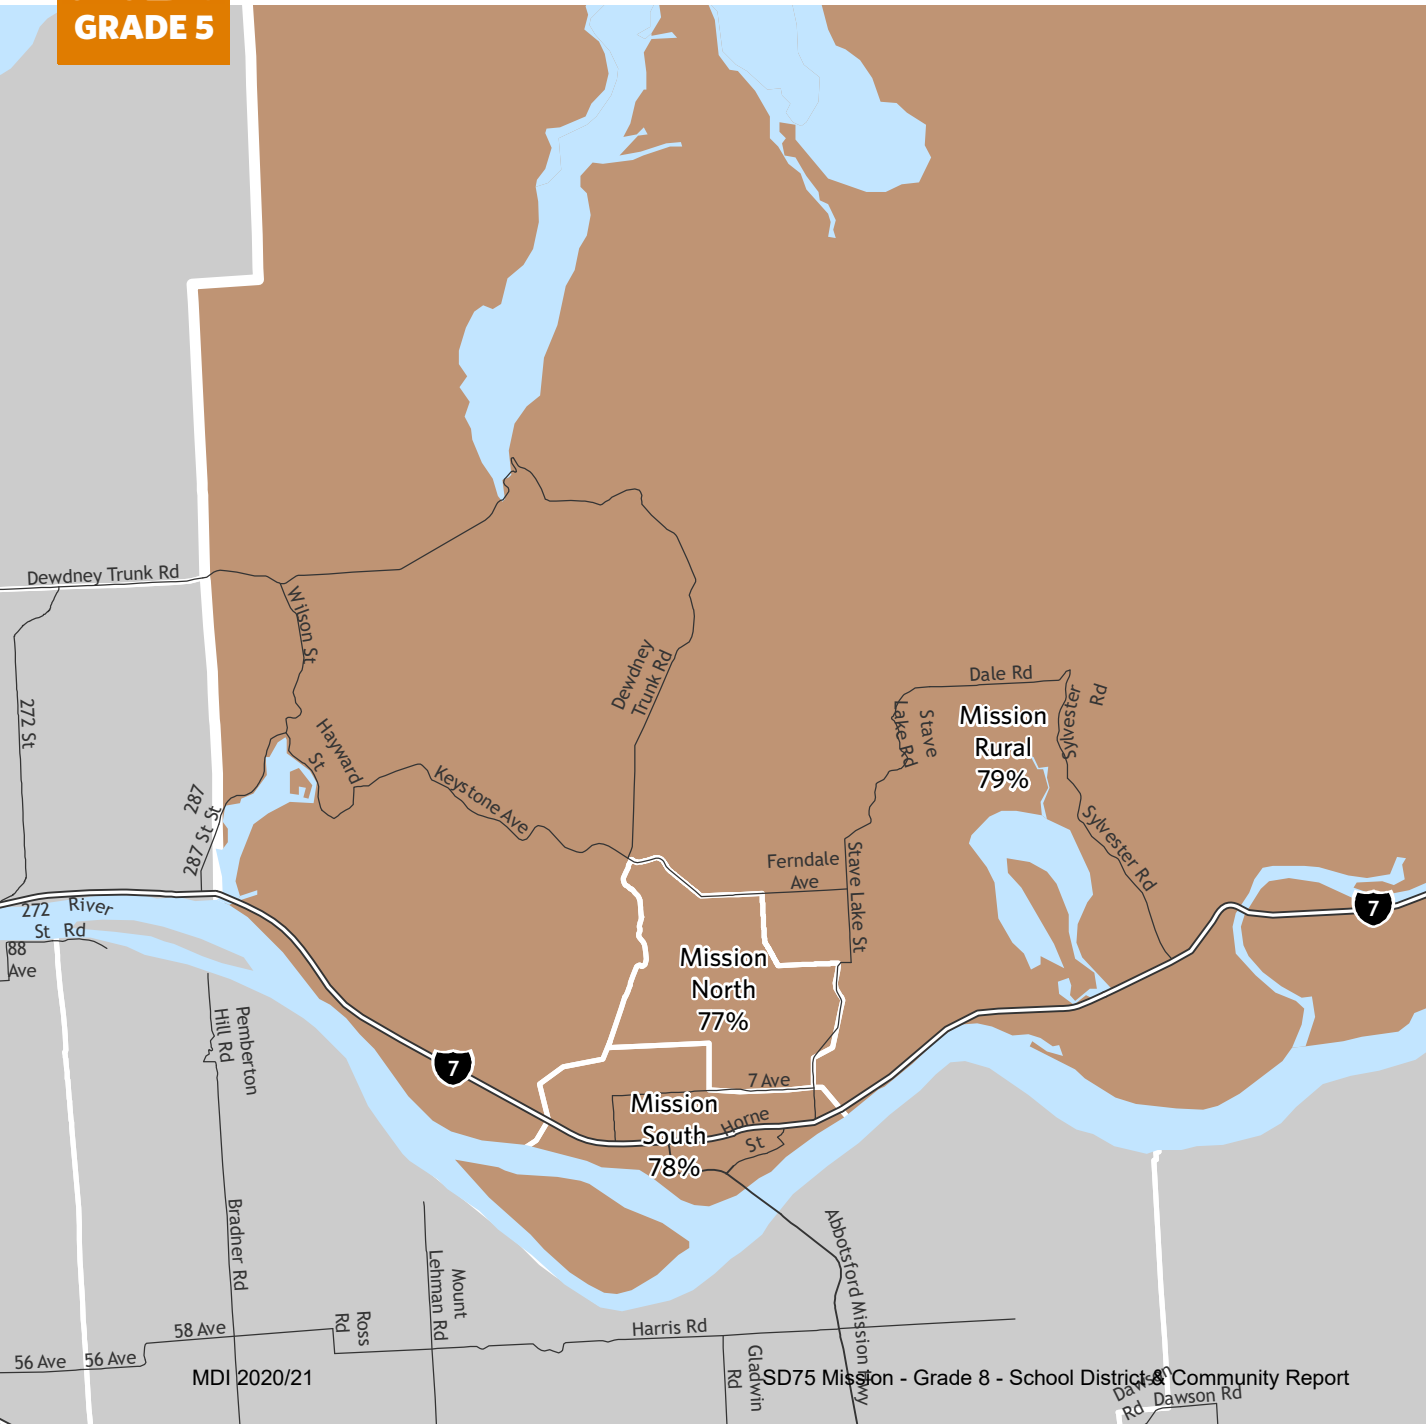 GRADE 5
Dewdney Trunk Rd
Wilson St
272 St
Dewdney
Trunk Rd
Dale Rd
Sylvester
Rd
Stave
Lake Rd
Mission
Rural
79%
Hayward
St
Keystone Ave
287
287 St St
Sylvester Rd
Ferndale
Ave
Stave Lake St
272 River
St Rd
7
88
Ave
Mission
North
77%
Pemberton
Hill Rd
7
7 Ave
Mission
South
78%
Horne
St
Bradner Rd
Mount
Lehman Rd
Abbotsford Mission Hwy
Ross
Rd
58 Ave
Harris Rd
56 Ave 56 Ave
Gladwin
Rd
Dawson
Rd
Dawson Rd
MDI 2020/21
SD75 Mission - Grade 8 - School District & Community Report